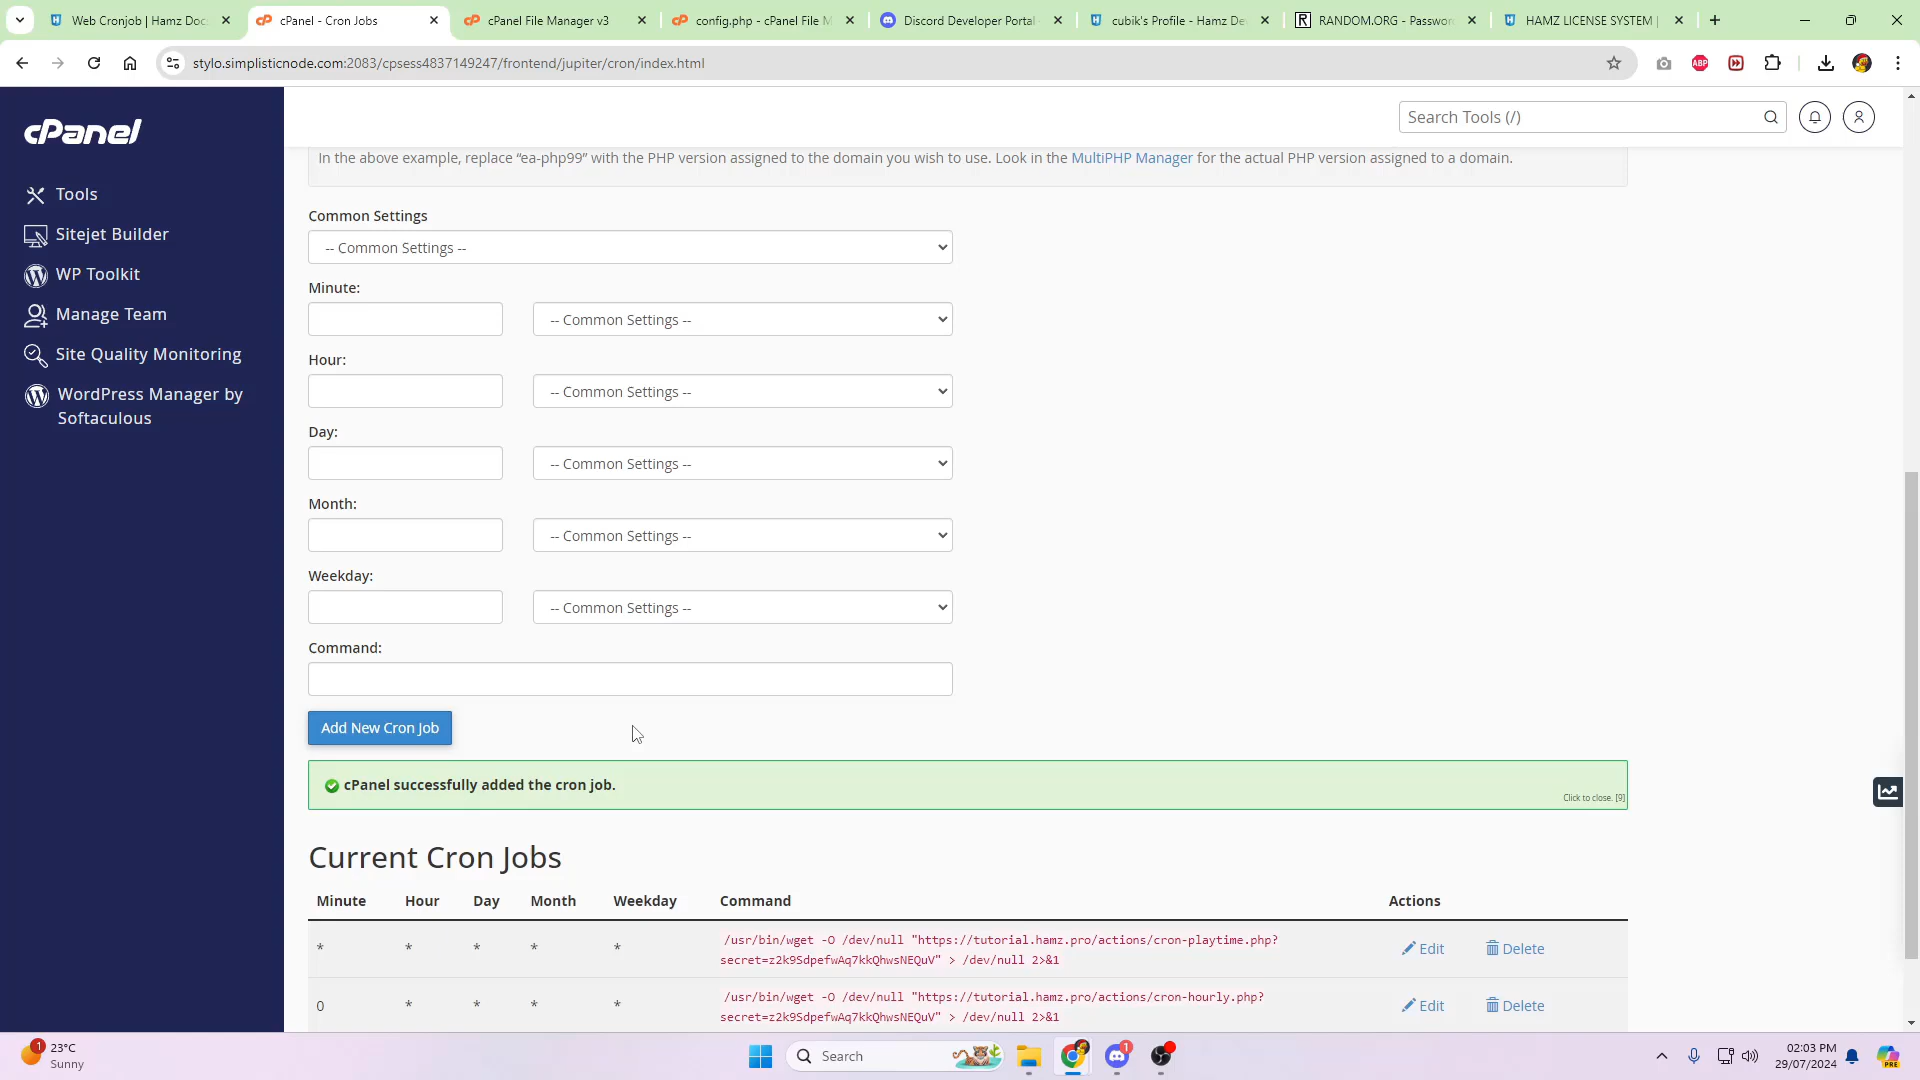 Web Cronjob | Hamz Doc
cPanel - Cron Jobs
cPanel File Manager v3
config.php - cPanel File M
Discord Developer Portal
cubik's Profile - Hamz De
RANDOM.ORG - Passwor
HAMZ LICENSE SYSTEM |
stylo.simplisticnode.com:2083/cpsess4837149247/frontend/jupiter/cron/index.html
ABP
cPanel
Search Tools (/)
In the above example, replace “ea-php99” with the PHP version assigned to the domain you wish to use. Look in the MultiPHP Manager for the actual PHP version assigned to a domain.
Tools
Sitejet Builder
WP Toolkit
Manage Team
Site Quality Monitoring
WordPress Manager by
Softaculous
Common Settings
-- Common Settings --
Minute:
-- Common Settings --
Hour:
-- Common Settings --
Day:
-- Common Settings --
Month:
-- Common Settings --
Weekday:
-- Common Settings --
Command:
Add New Cron Job
cPanel successfully added the cron job.
Click to close. [9]
Current Cron Jobs
Minute Hour Day Month Weekday Command Actions
* * * * * /usr/bin/wget -O /dev/null "https://tutorial.hamz.pro/actions/cron-playtime.php?
secret=z2k9SdpefwAq7kkQhwsNEQuV" > /dev/null 2>&1 Edit Delete
0 * * * * /usr/bin/wget -O /dev/null "https://tutorial.hamz.pro/actions/cron-hourly.php?
secret=z2k9SdpefwAq7kkQhwsNEQuV" > /dev/null 2>&1 Edit Delete
1
23°C
Sunny
Search
1
02:03 PM
29/07/2024
PRE